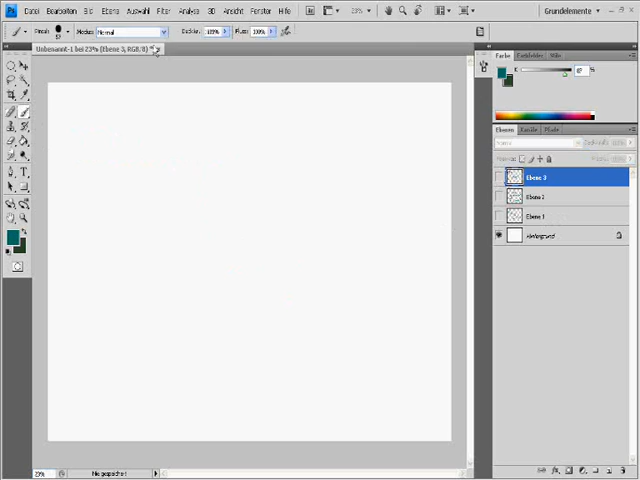 Ps Datei Bearbeiten Bild Ebene Auswahl Filter Analyse 3D Ansicht Fenster Hilfe 23% Grundelemente
Pinsel: Modus: Normal Deckkr.: 100% Fluss: 100%
Unbenannt-1 bei 23% (Ebene 3, RGB/8) *
Farbe
K %
Ebenen Kanäle Pfade
Ebene 3
Ebene 2
Ebene 1
Hintergrund
23% Nie gespeichert